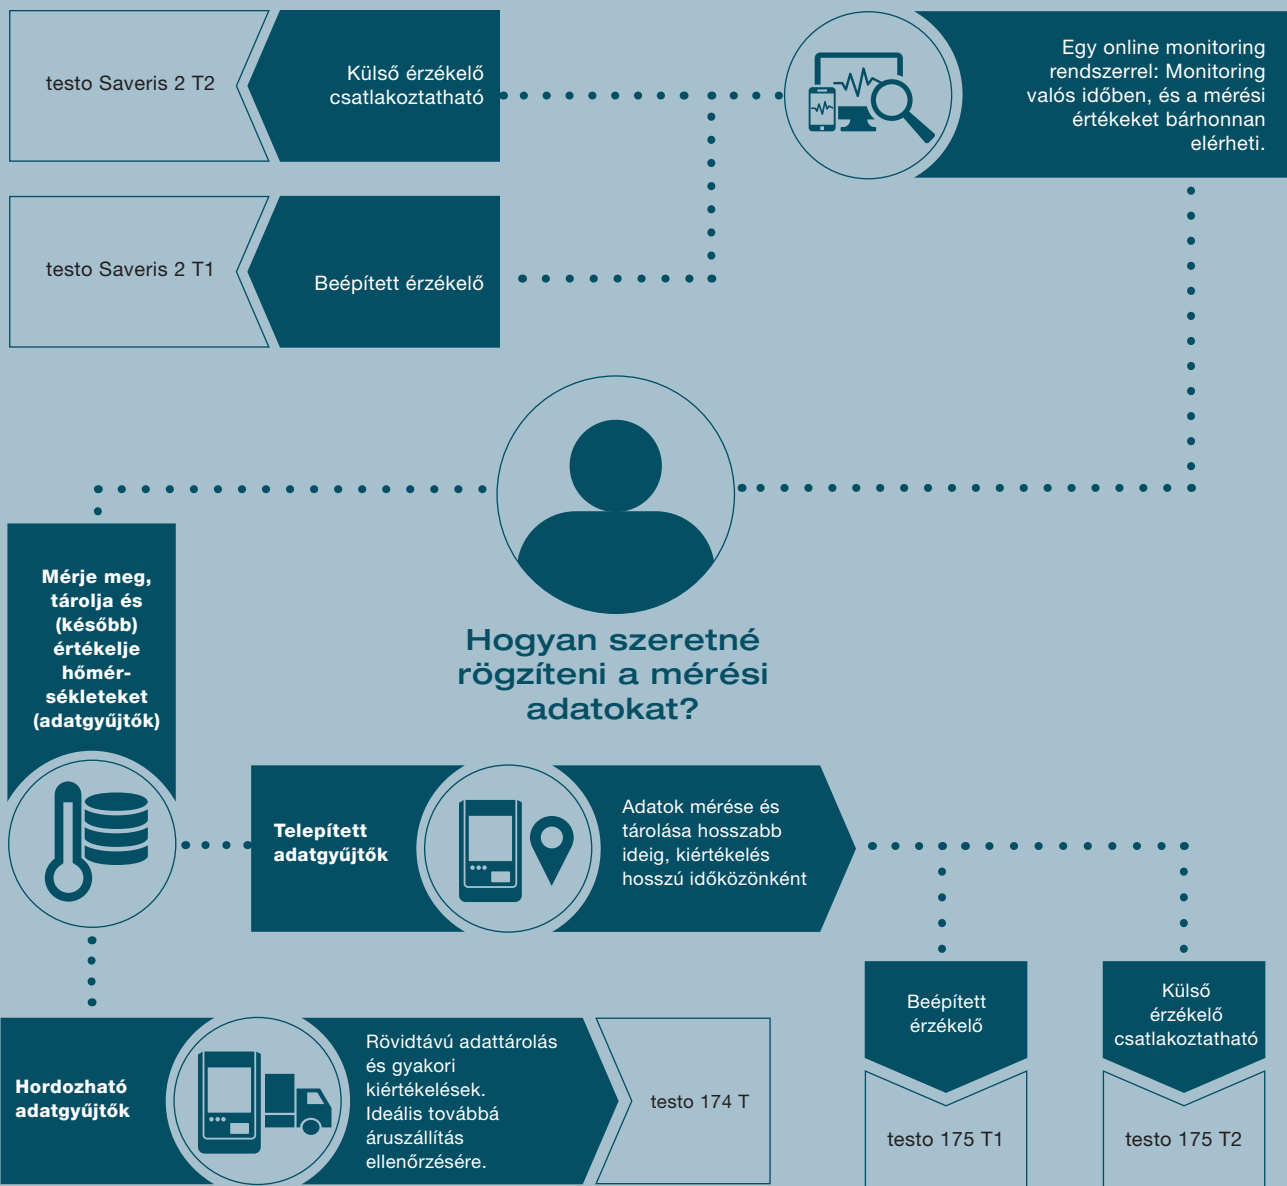 testo Saveris 2 T2
Külső érzékelő
csatlakoztatható
Egy online monitoring
rendszerrel: Monitoring
valós időben, és a mérési
értékeket bárhonnan
elérheti.
testo Saveris 2 T1
Beépített érzékelő
Hogyan szeretné
rögzíteni a mérési
adatokat?
Mérje meg,
tárolja és
(később)
értékelje
hőmér-
sékleteket
(adatgyűjtők)
Telepített
adatgyűjtők
Adatok mérése és
tárolása hosszabb
ideig, kiértékelés
hosszú időközönként
Beépített
érzékelő
Külső
érzékelő
csatlakoztatható
Hordozható
adatgyűjtők
Rövidtávú adattárolás
és gyakori
kiértékelések.
Ideális továbbá
áruszállítás
ellenőrzésére.
testo 174 T
testo 175 T1
testo 175 T2